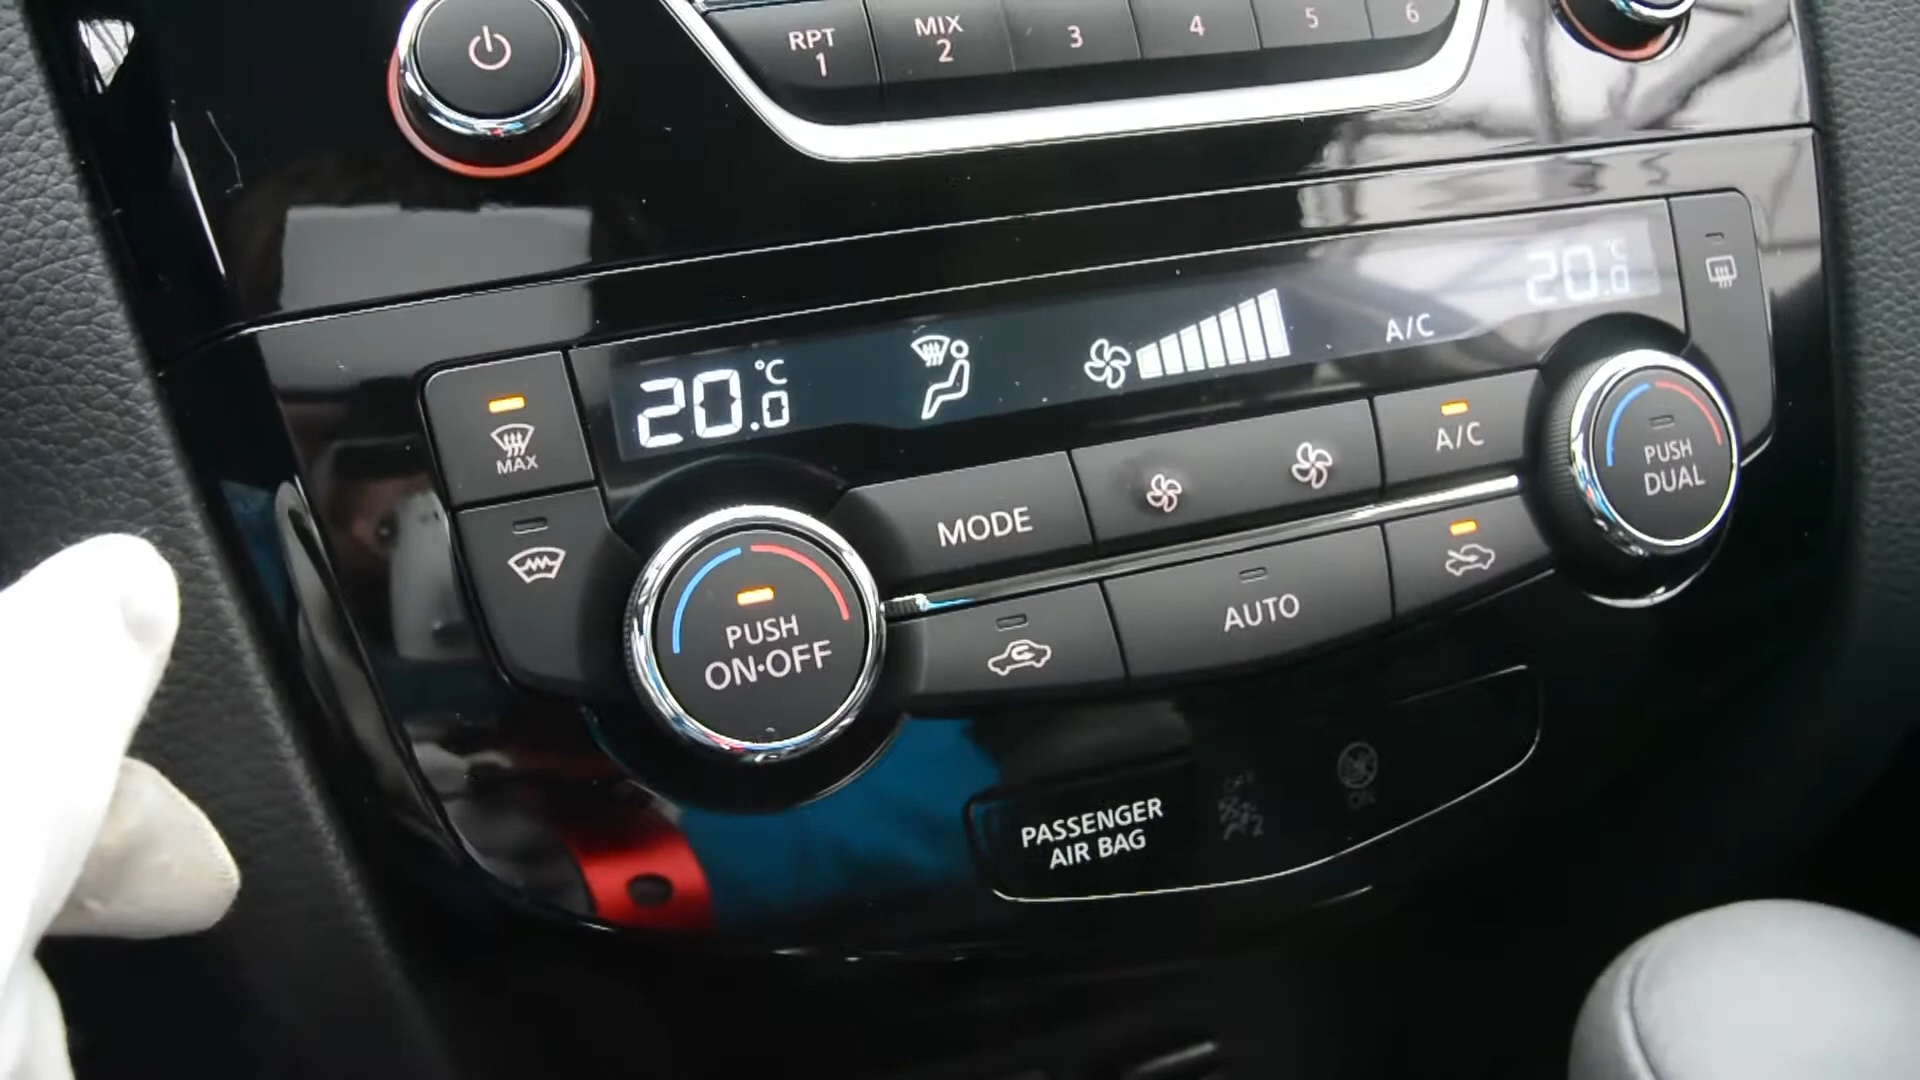 RPT
1
MIX
2
3
4
5
6
20.0 °C
A/C
20.0 °C
MAX
MODE
A/C
PUSH
DUAL
PUSH
ON·OFF
AUTO
PASSENGER
AIR BAG